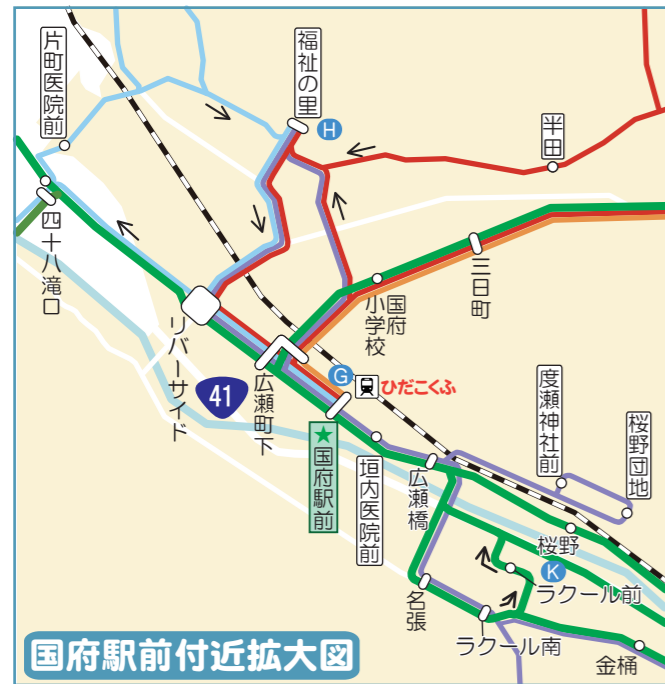 片町医院前
福祉の里
H
半田
四十八滝口
三日町
国府
小学校
リバーサイド
41
広瀬町下
G
ひだこくふ
★国府駅前
垣内医院前
広瀬橋
度瀬神社前
桜野団地
桜野
K
ラクール前
名張
ラクール南
金桶
国府駅前付近拡大図